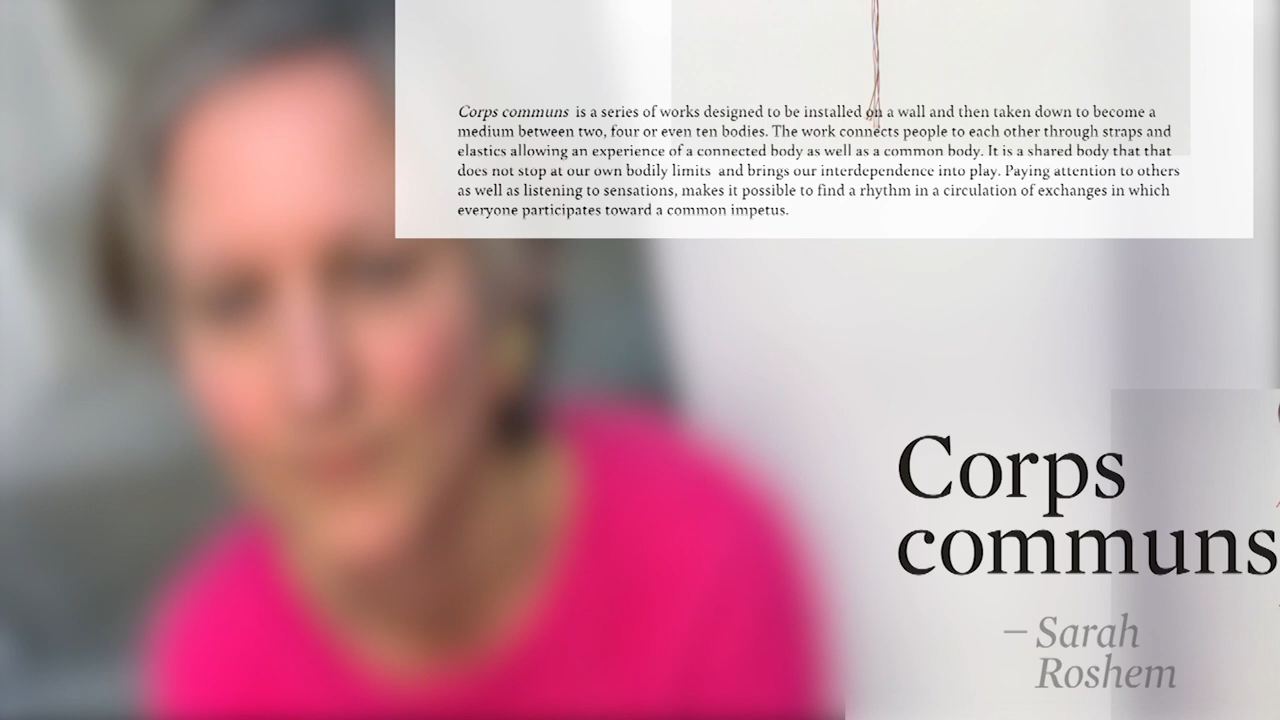 Corps communs is a series of works designed to be installed on a wall and then taken down to become a
medium between two, four or even ten bodies. The work connects people to each other through straps and
elastics allowing an experience of a connected body as well as a common body. It is a shared body that that
does not stop at our own bodily limits and brings our interdependence into play. Paying attention to others
as well as listening to sensations, makes it possible to find a rhythm in a circulation of exchanges in which
everyone participates toward a common impetus.
Corps
communs
– Sarah
Roshem